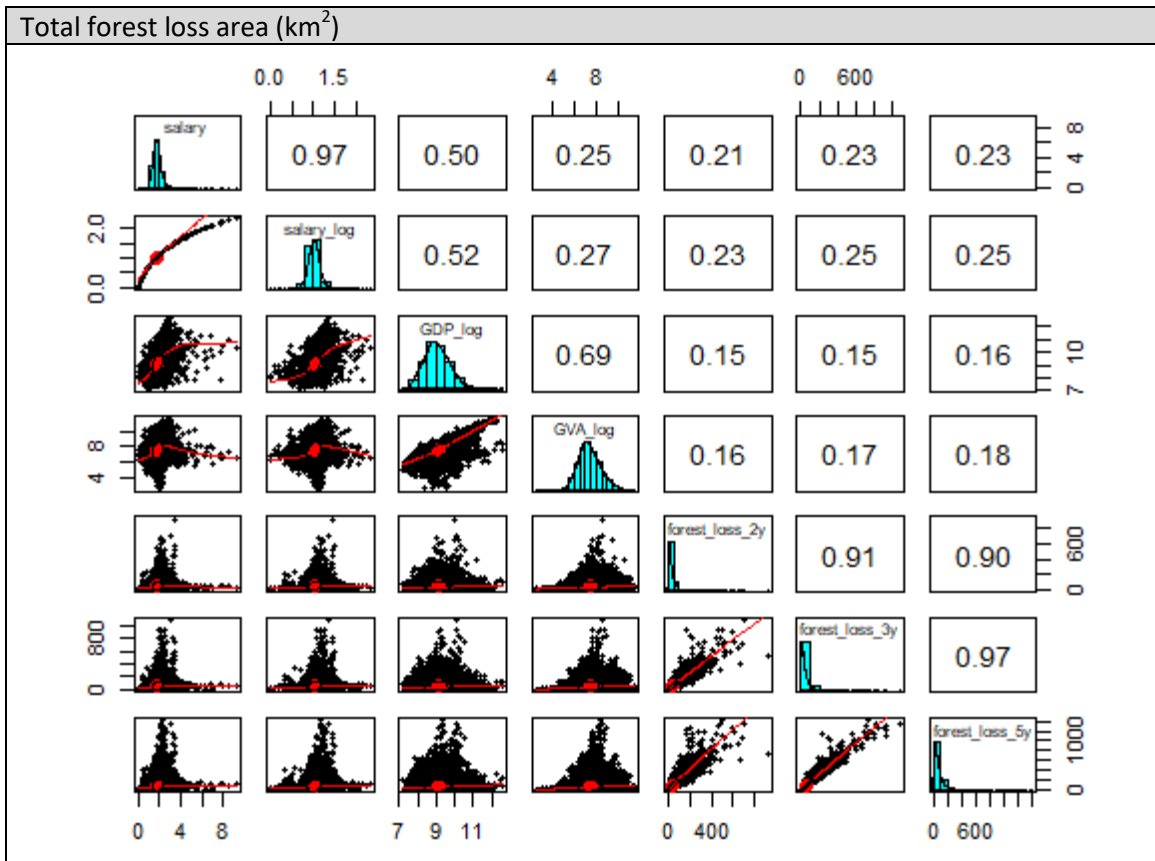 Total forest loss area (km²)
0.0 1.5 4 8 0 600
salary 0.97 0.50 0.25 0.21 0.23 0.23 0 4 8
0.0 2.0 salary_log 0.52 0.27 0.23 0.25 0.25
GDP_log 0.69 0.15 0.15 0.16 7 10
4 8 GVA_log 0.16 0.17 0.18
forest_loss_2y 0.91 0.90 0 600
0 800 forest_loss_3y 0.97
forest_loss_5y 0 1000
0 4 8 7 9 11 0 400 0 600